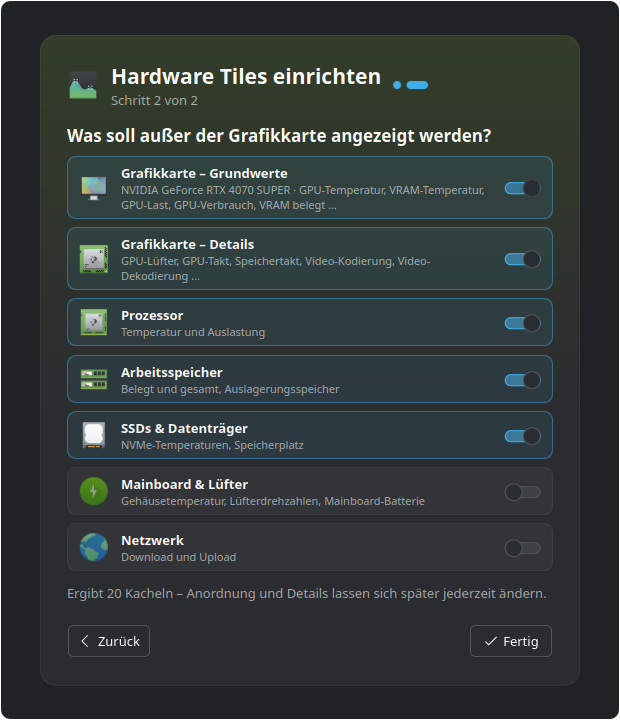 Hardware Tiles einrichten
Schritt 2 von 2
Was soll außer der Grafikkarte angezeigt werden?
Grafikkarte – Grundwerte
NVIDIA GeForce RTX 4070 SUPER · GPU-Temperatur, VRAM-Temperatur,
GPU-Last, GPU-Verbrauch, VRAM belegt ...
Grafikkarte – Details
GPU-Lüfter, GPU-Takt, Speichertakt, Video-Kodierung, Video-
Dekodierung ...
Prozessor
Temperatur und Auslastung
Arbeitsspeicher
Belegt und gesamt, Auslagerungsspeicher
SSDs & Datenträger
NVMe-Temperaturen, Speicherplatz
Mainboard & Lüfter
Gehäusetemperatur, Lüfterdrehzahlen, Mainboard-Batterie
Netzwerk
Download und Upload
Ergibt 20 Kacheln – Anordnung und Details lassen sich später jederzeit ändern.
Zurück
Fertig